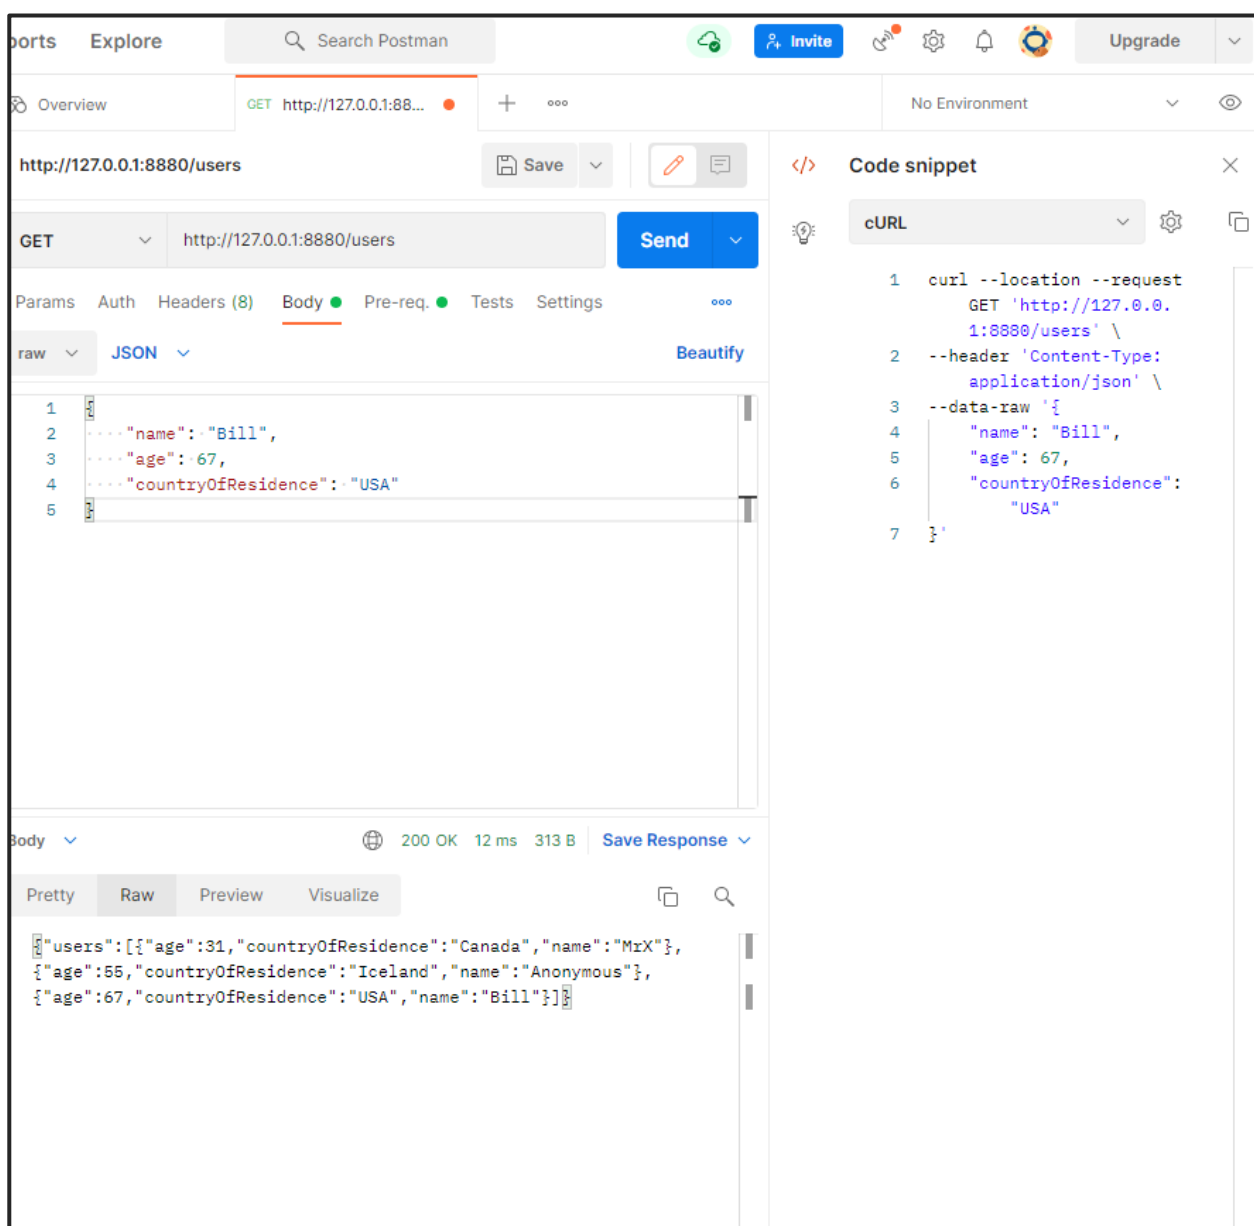 ports Explore Search Postman Invite Upgrade
Overview GET http://127.0.0.1:88... No Environment
http://127.0.0.1:8880/users Save </> Code snippet
GET http://127.0.0.1:8880/users Send cURL
Params Auth Headers (8) Body Pre-req. Tests Settings
raw JSON Beautify
1 {
2 "name": "Bill",
3 "age": 67,
4 "countryOfResidence": "USA"
5 }
1 curl --location --request
GET 'http://127.0.0.
1:8880/users' \
2 --header 'Content-Type:
application/json' \
3 --data-raw '{
4 "name": "Bill",
5 "age": 67,
6 "countryOfResidence":
"USA"
7 }'
Body 200 OK 12 ms 313 B Save Response
Pretty Raw Preview Visualize
{"users":[{"age":31,"countryOfResidence":"Canada","name":"MrX"},
{"age":55,"countryOfResidence":"Iceland","name":"Anonymous"},
{"age":67,"countryOfResidence":"USA","name":"Bill"}]}